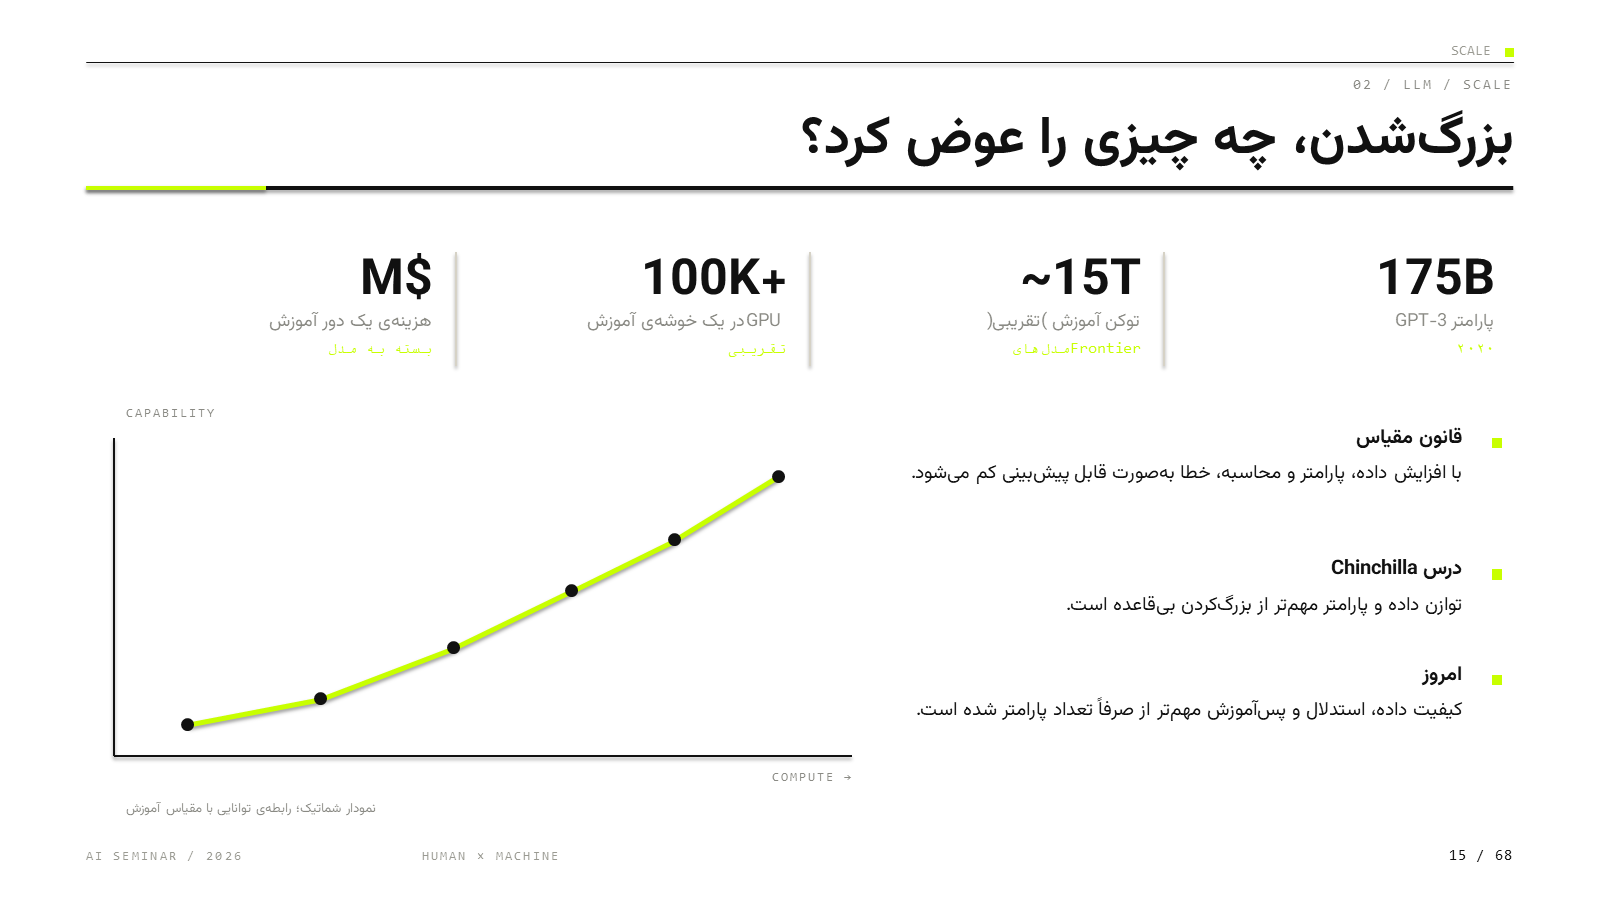 SCALE
02 / LLM / SCALE
بزرگ‌شدن، چه چیزی را عوض کرد؟
175B
پارامتر GPT-3
۲۰۲۰
~15T
توکن آموزش (تقریبی)
Frontier مدل های
100K+
GPU در یک خوشه‌ی آموزش
تقریبی
M$
هزینه‌ی یک دور آموزش
بسته به مدل
قانون مقیاس
با افزایش داده، پارامتر و محاسبه، خطا به‌صورت قابل پیش‌بینی کم می‌شود.
درس Chinchilla
توازن داده و پارامتر مهم‌تر از بزرگ‌کردن بی‌قاعده است.
امروز
کیفیت داده، استدلال و پس‌آموزش مهم‌تر از صرفاً تعداد پارامتر شده است.
CAPABILITY
COMPUTE →
نمودار شماتیک؛ رابطه‌ی توانایی با مقیاس آموزش
AI SEMINAR / 2026
HUMAN × MACHINE
15 / 68